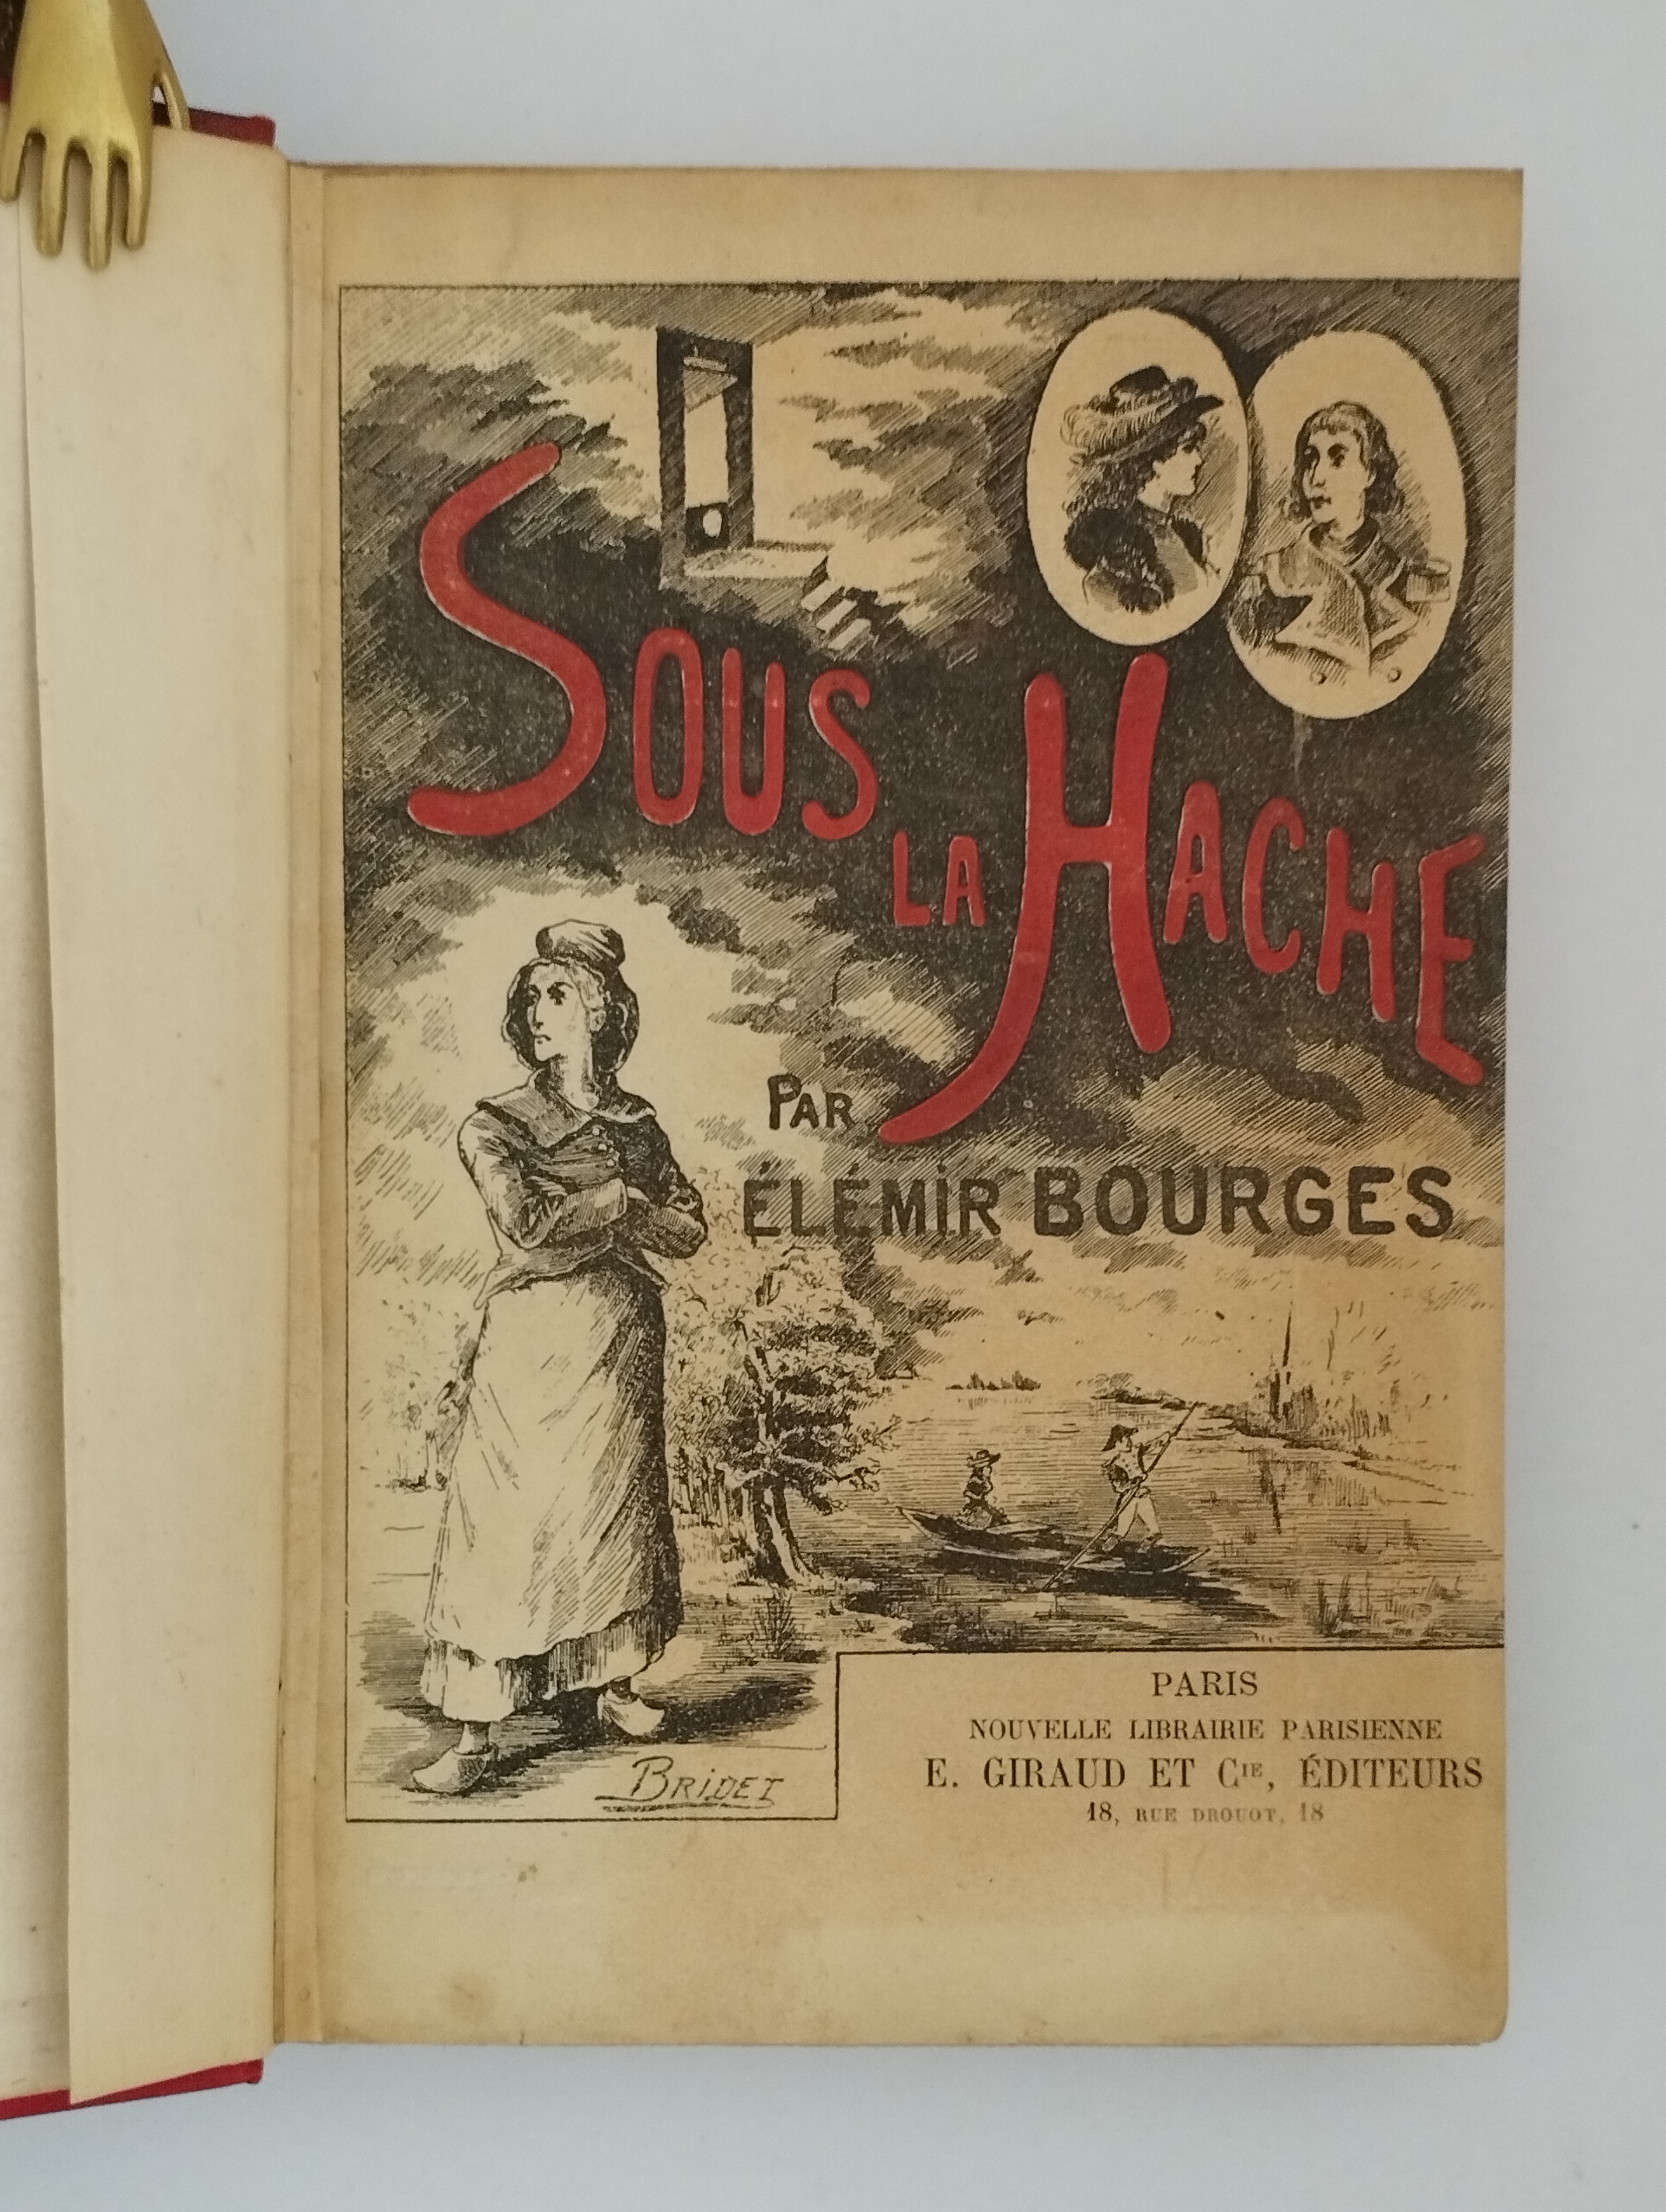 SOUS
LA HACHE
PAR
ÉLÉMIR BOURGES
BRIDET
PARIS
NOUVELLE LIBRAIRIE PARISIENNE
E. GIRAUD ET CIE, ÉDITEURS
18, RUE DROUOT, 18